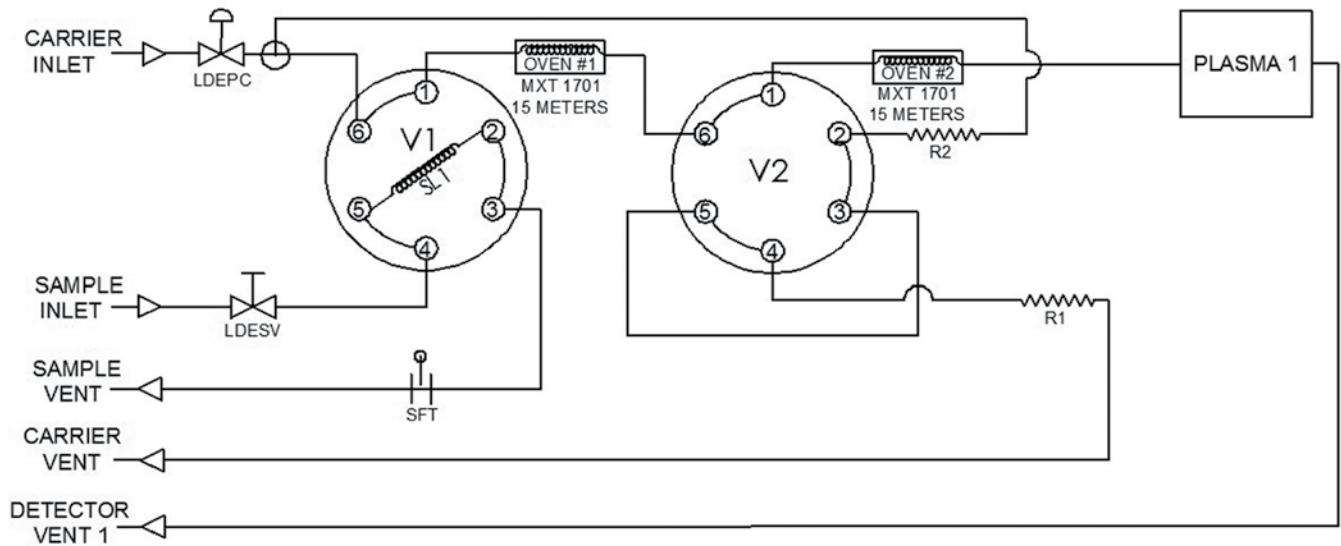 CARRIER
INLET
LDEPC
OVEN #1
MXT 1701
15 METERS
OVEN #2
MXT 1701
15 METERS
PLASMA 1
1
2
3
4
5
6
V1
SL1
1
2
3
4
5
6
V2
R2
R1
SAMPLE
INLET
LDESV
SAMPLE
VENT
SFT
CARRIER
VENT
DETECTOR
VENT 1